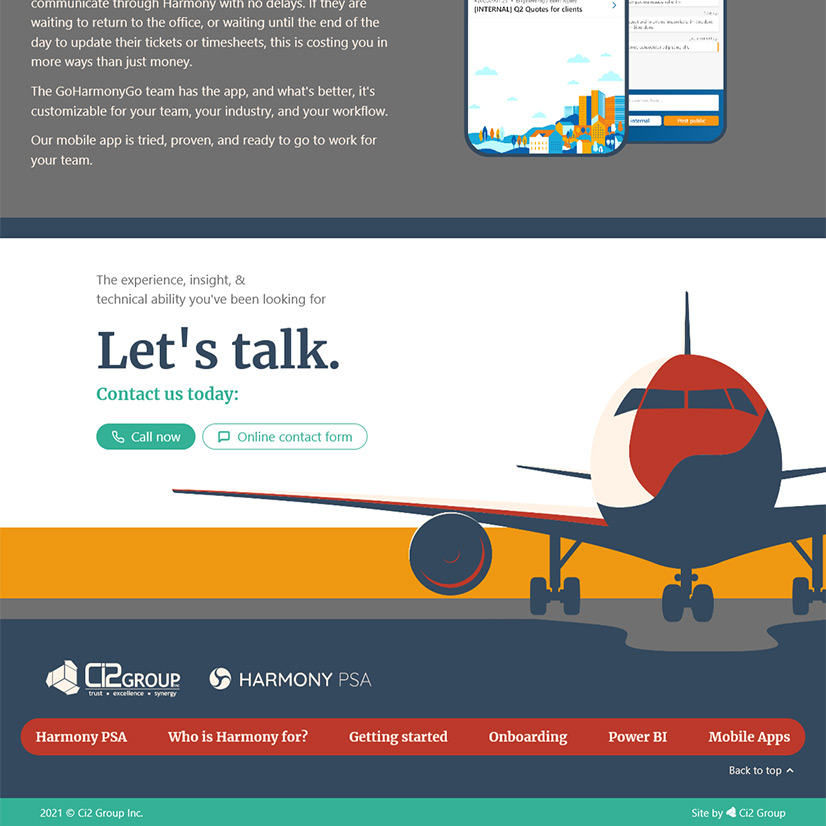 communicate through Harmony with no delays. If they are
waiting to return to the office, or waiting until the end of the
day to update their tickets or timesheets, this is costing you in
more ways than just money.
The GoHarmonyGo team has the app, and what's better, it's
customizable for your team, your industry, and your workflow.
Our mobile app is tried, proven, and ready to go to work for
your team.
[INTERNAL] Q2 Quotes for clients
internal
Post public
The experience, insight, &
technical ability you've been looking for
Let's talk.
Contact us today:
Call now
Online contact form
Ci2GROUP
trust • excellence • synergy
HARMONY PSA
Harmony PSA Who is Harmony for? Getting started Onboarding Power BI Mobile Apps
Back to top
2021 © Ci2 Group Inc.
Site by Ci2 Group